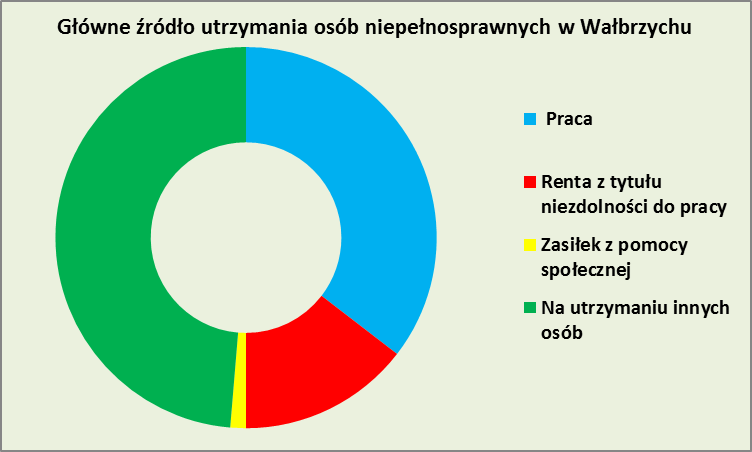 Główne źródło utrzymania osób niepełnosprawnych w Wałbrzychu
Praca
Renta z tytułu
niezdolności do pracy
Zasiłek z pomocy
społecznej
Na utrzymaniu innych
osób